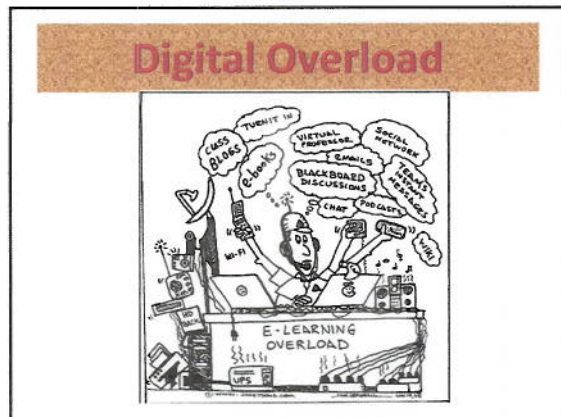 Digital Overload
TURNIT IN
CLASS
BLOGS
e-books
VIRTUAL
PROFESSOR
SOCIAL
NETWORK
EMAILS
BLACKBOARD
DISCUSSIONS
TEAMS
INSTANT
MESSAGES
CHAT
PODCASTS
WIKI
WI-FI
E-LEARNING
OVERLOAD
UPS